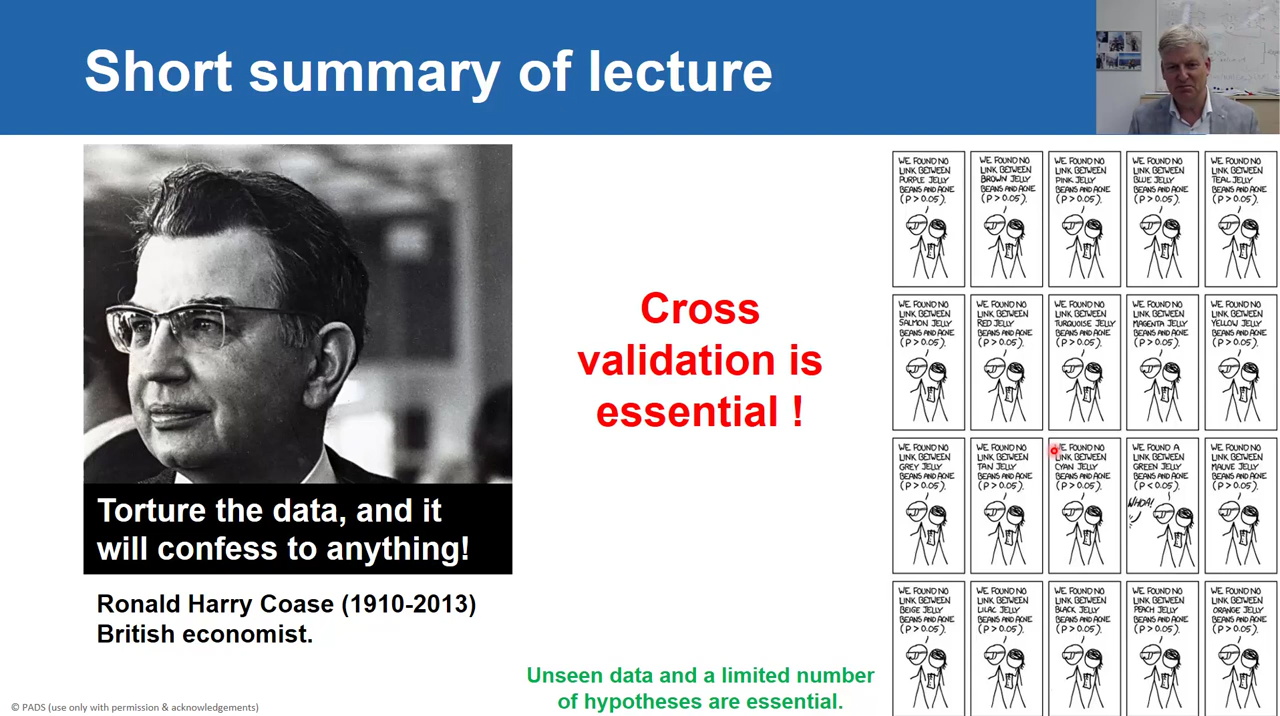 Short summary of lecture
WE FOUND NO
LINK BETWEEN
PURPLE JELLY
BEANS AND ACNE
(P > 0.05).
WE FOUND NO
LINK BETWEEN
BROWN JELLY
BEANS AND ACNE
(P > 0.05).
WE FOUND NO
LINK BETWEEN
PINK JELLY
BEANS AND ACNE
(P > 0.05).
WE FOUND NO
LINK BETWEEN
BLUE JELLY
BEANS AND ACNE
(P > 0.05).
WE FOUND NO
LINK BETWEEN
TEAL JELLY
BEANS AND ACNE
(P > 0.05).
WE FOUND NO
LINK BETWEEN
SALMON JELLY
BEANS AND ACNE
(P > 0.05).
WE FOUND NO
LINK BETWEEN
RED JELLY
BEANS AND ACNE
(P > 0.05).
WE FOUND NO
LINK BETWEEN
TURQUOISE JELLY
BEANS AND ACNE
(P > 0.05).
WE FOUND NO
LINK BETWEEN
MAGENTA JELLY
BEANS AND ACNE
(P > 0.05).
WE FOUND NO
LINK BETWEEN
YELLOW JELLY
BEANS AND ACNE
(P > 0.05).
WE FOUND NO
LINK BETWEEN
GREY JELLY
BEANS AND ACNE
(P > 0.05).
WE FOUND NO
LINK BETWEEN
TAN JELLY
BEANS AND ACNE
(P > 0.05).
WE FOUND NO
LINK BETWEEN
CYAN JELLY
BEANS AND ACNE
(P > 0.05).
WE FOUND A
LINK BETWEEN
GREEN JELLY
BEANS AND ACNE
(P < 0.05).
WHOA!
WE FOUND NO
LINK BETWEEN
MAUVE JELLY
BEANS AND ACNE
(P > 0.05).
WE FOUND NO
LINK BETWEEN
BEIGE JELLY
BEANS AND ACNE
(P > 0.05).
WE FOUND NO
LINK BETWEEN
LILAC JELLY
BEANS AND ACNE
(P > 0.05).
WE FOUND NO
LINK BETWEEN
BLACK JELLY
BEANS AND ACNE
(P > 0.05).
WE FOUND NO
LINK BETWEEN
PEACH JELLY
BEANS AND ACNE
(P > 0.05).
WE FOUND NO
LINK BETWEEN
ORANGE JELLY
BEANS AND ACNE
(P > 0.05).
Cross
validation is
essential !
Torture the data, and it
will confess to anything!
Ronald Harry Coase (1910-2013)
British economist.
Unseen data and a limited number
of hypotheses are essential.
© PADS (use only with permission & acknowledgements)